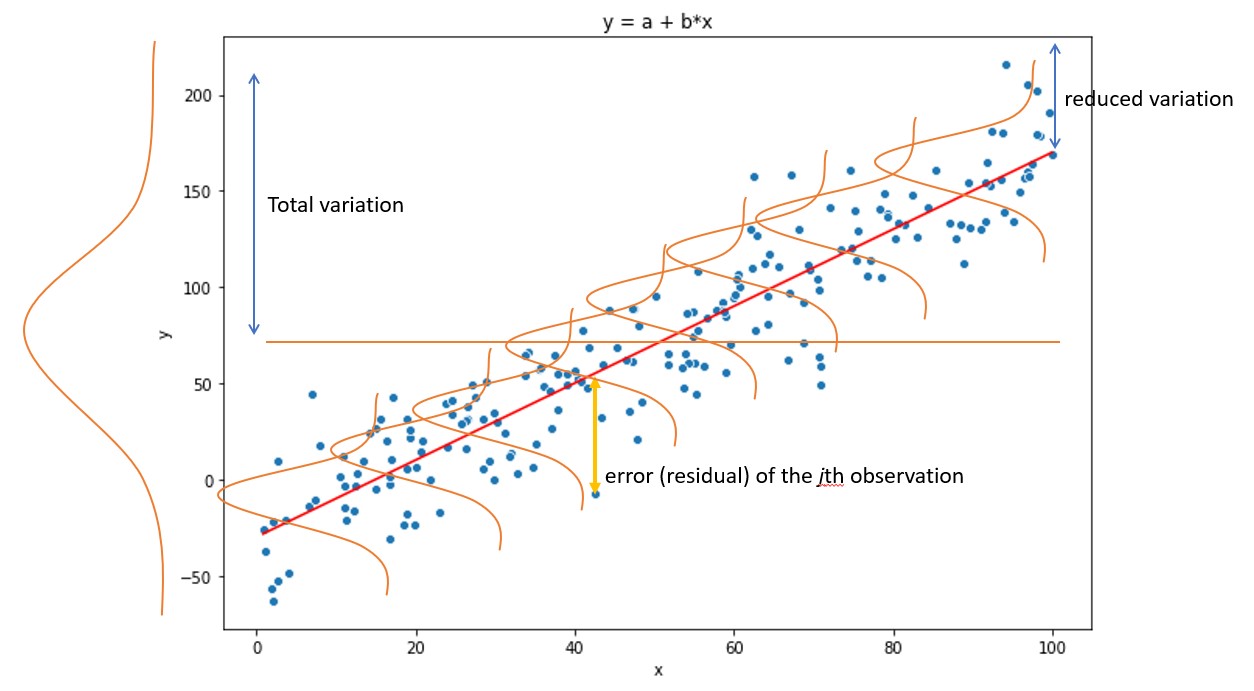 y = a + b*x
200
reduced variation
150
Total variation
100
y
50
error (residual) of the jth observation
0
−50
0 20 40 60 80 100
x